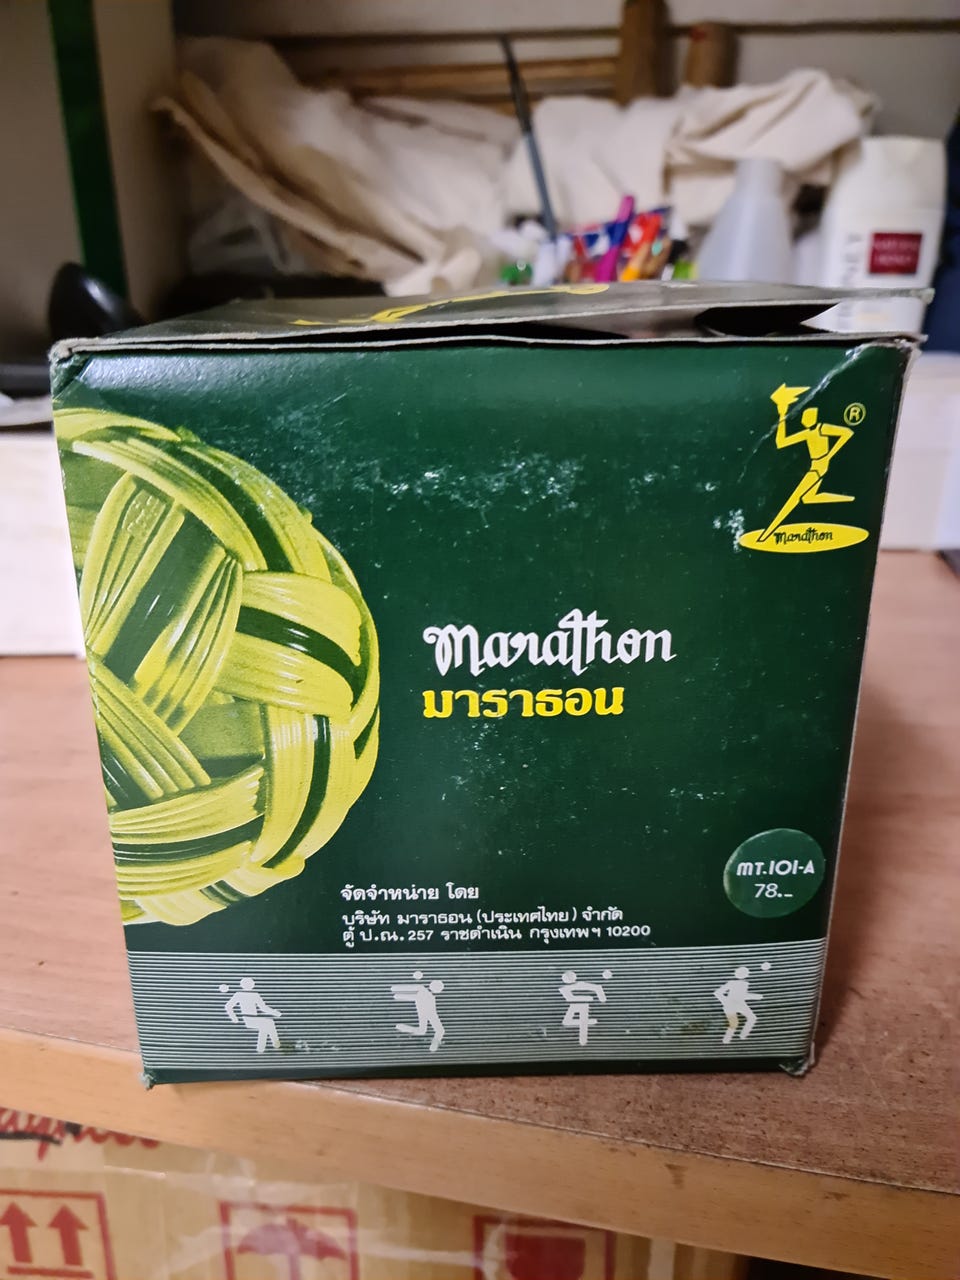 ®
marathon
marathon
มาราธอน
MT.101-A
78.-
จัดจำหน่าย โดย
บริษัท มาราธอน (ประเทศไทย) จำกัด
ตู้ ป.ณ. 257 ราชดำเนิน กรุงเทพฯ 10200